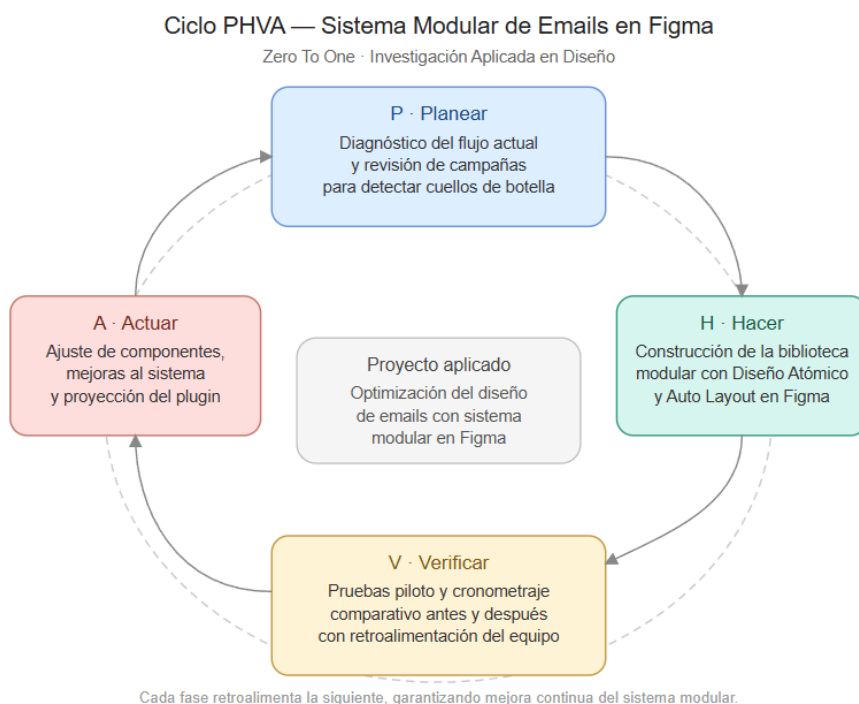 Ciclo PHVA — Sistema Modular de Emails en Figma
Zero To One · Investigación Aplicada en Diseño
P · Planear
Diagnóstico del flujo actual
y revisión de campañas
para detectar cuellos de botella
A · Actuar
Ajuste de componentes,
mejoras al sistema
y proyección del plugin
Proyecto aplicado
Optimización del diseño
de emails con sistema
modular en Figma
H · Hacer
Construcción de la biblioteca
modular con Diseño Atómico
y Auto Layout en Figma
V · Verificar
Pruebas piloto y cronometraje
comparativo antes y después
con retroalimentación del equipo
Cada fase retroalimenta la siguiente, garantizando mejora continua del sistema modular.